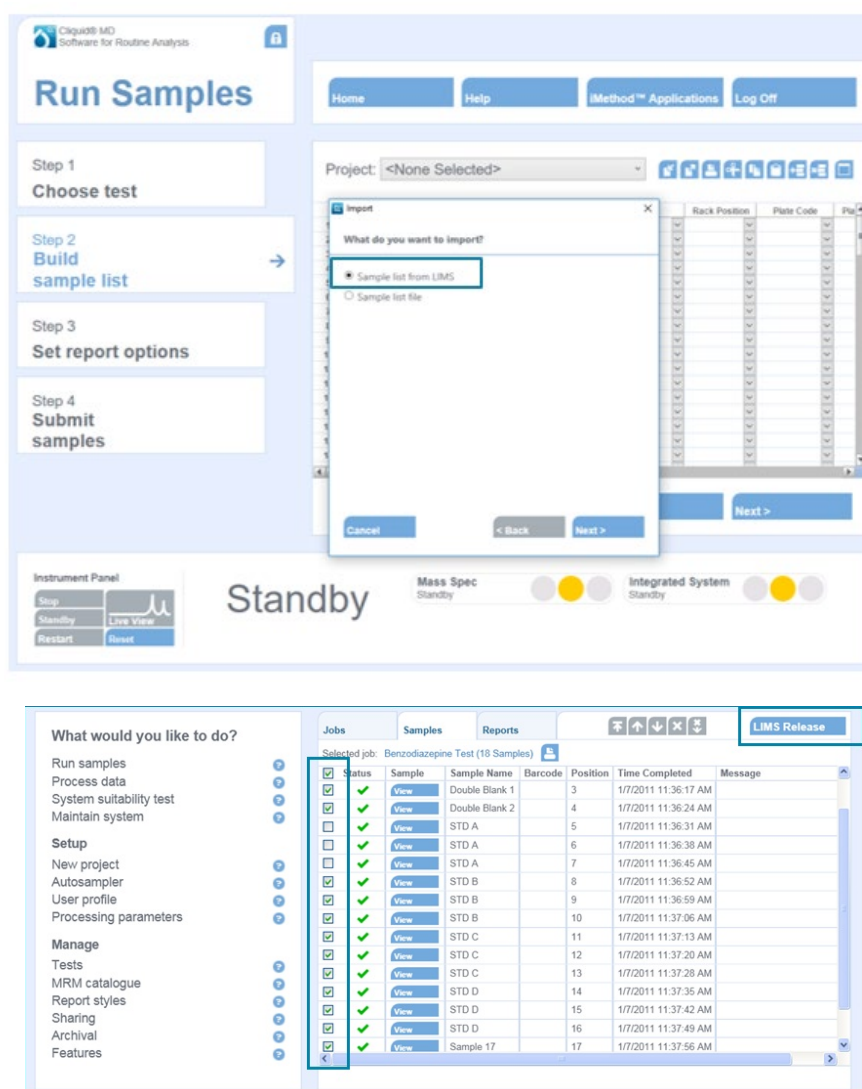 Cliquid® MD
Software for Routine Analysis
Run Samples
Home
Help
iMethod™ Applications
Log Off
Step 1
Choose test
Step 2
Build
sample list
Step 3
Set report options
Step 4
Submit
samples
Project: <None Selected>
Rack Position Plate Code Pla
Import
What do you want to import?
Sample list from LIMS
Sample list file
Cancel
< Back
Next >
Next >
Instrument Panel
Stop
Standby
Restart
Live View
Reset
Standby
Mass Spec
Standby
Integrated System
Standby
What would you like to do?
Run samples
Process data
System suitability test
Maintain system
Setup
New project
Autosampler
User profile
Processing parameters
Manage
Tests
MRM catalogue
Report styles
Sharing
Archival
Features
Jobs
Samples
Reports
LIMS Release
Selected job: Benzodiazepine Test (18 Samples)
Status Sample Sample Name Barcode Position Time Completed Message
View Double Blank 1 3 1/7/2011 11:36:17 AM
View Double Blank 2 4 1/7/2011 11:36:24 AM
View STD A 5 1/7/2011 11:36:31 AM
View STD A 6 1/7/2011 11:36:38 AM
View STD A 7 1/7/2011 11:36:45 AM
View STD B 8 1/7/2011 11:36:52 AM
View STD B 9 1/7/2011 11:36:59 AM
View STD B 10 1/7/2011 11:37:06 AM
View STD C 11 1/7/2011 11:37:13 AM
View STD C 12 1/7/2011 11:37:20 AM
View STD C 13 1/7/2011 11:37:28 AM
View STD D 14 1/7/2011 11:37:35 AM
View STD D 15 1/7/2011 11:37:42 AM
View STD D 16 1/7/2011 11:37:49 AM
View Sample 17 17 1/7/2011 11:37:56 AM